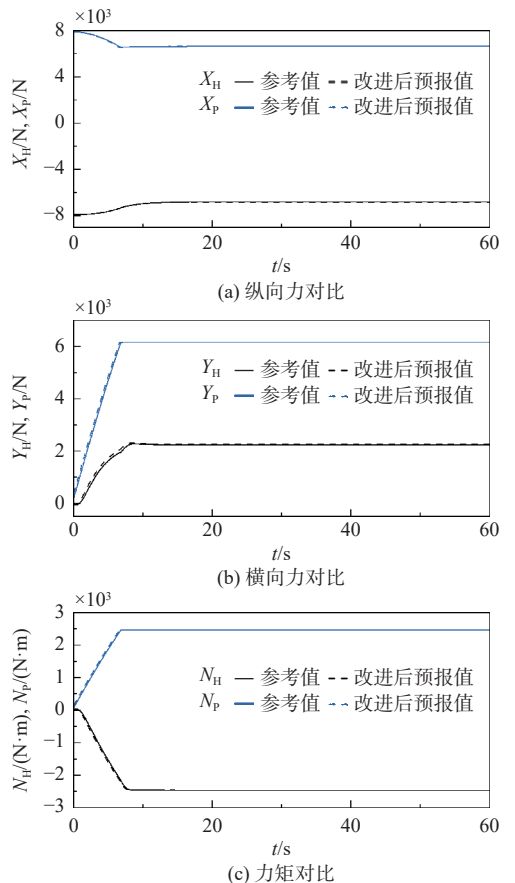 ×10³
8
4
0
−4
−8
X_H/N, X_P/N
X_H — 参考值 -- 改进后预报值
X_P — 参考值 -- 改进后预报值
0 20 40 60
t/s
(a) 纵向力对比
×10³
6
4
2
0
Y_H/N, Y_P/N
Y_H — 参考值 -- 改进后预报值
Y_P — 参考值 -- 改进后预报值
0 20 40 60
t/s
(b) 横向力对比
×10³
3
2
1
0
−1
−2
−3
N_H/(N·m), N_P/(N·m)
N_H — 参考值 -- 改进后预报值
N_P — 参考值 -- 改进后预报值
0 20 40 60
t/s
(c) 力矩对比